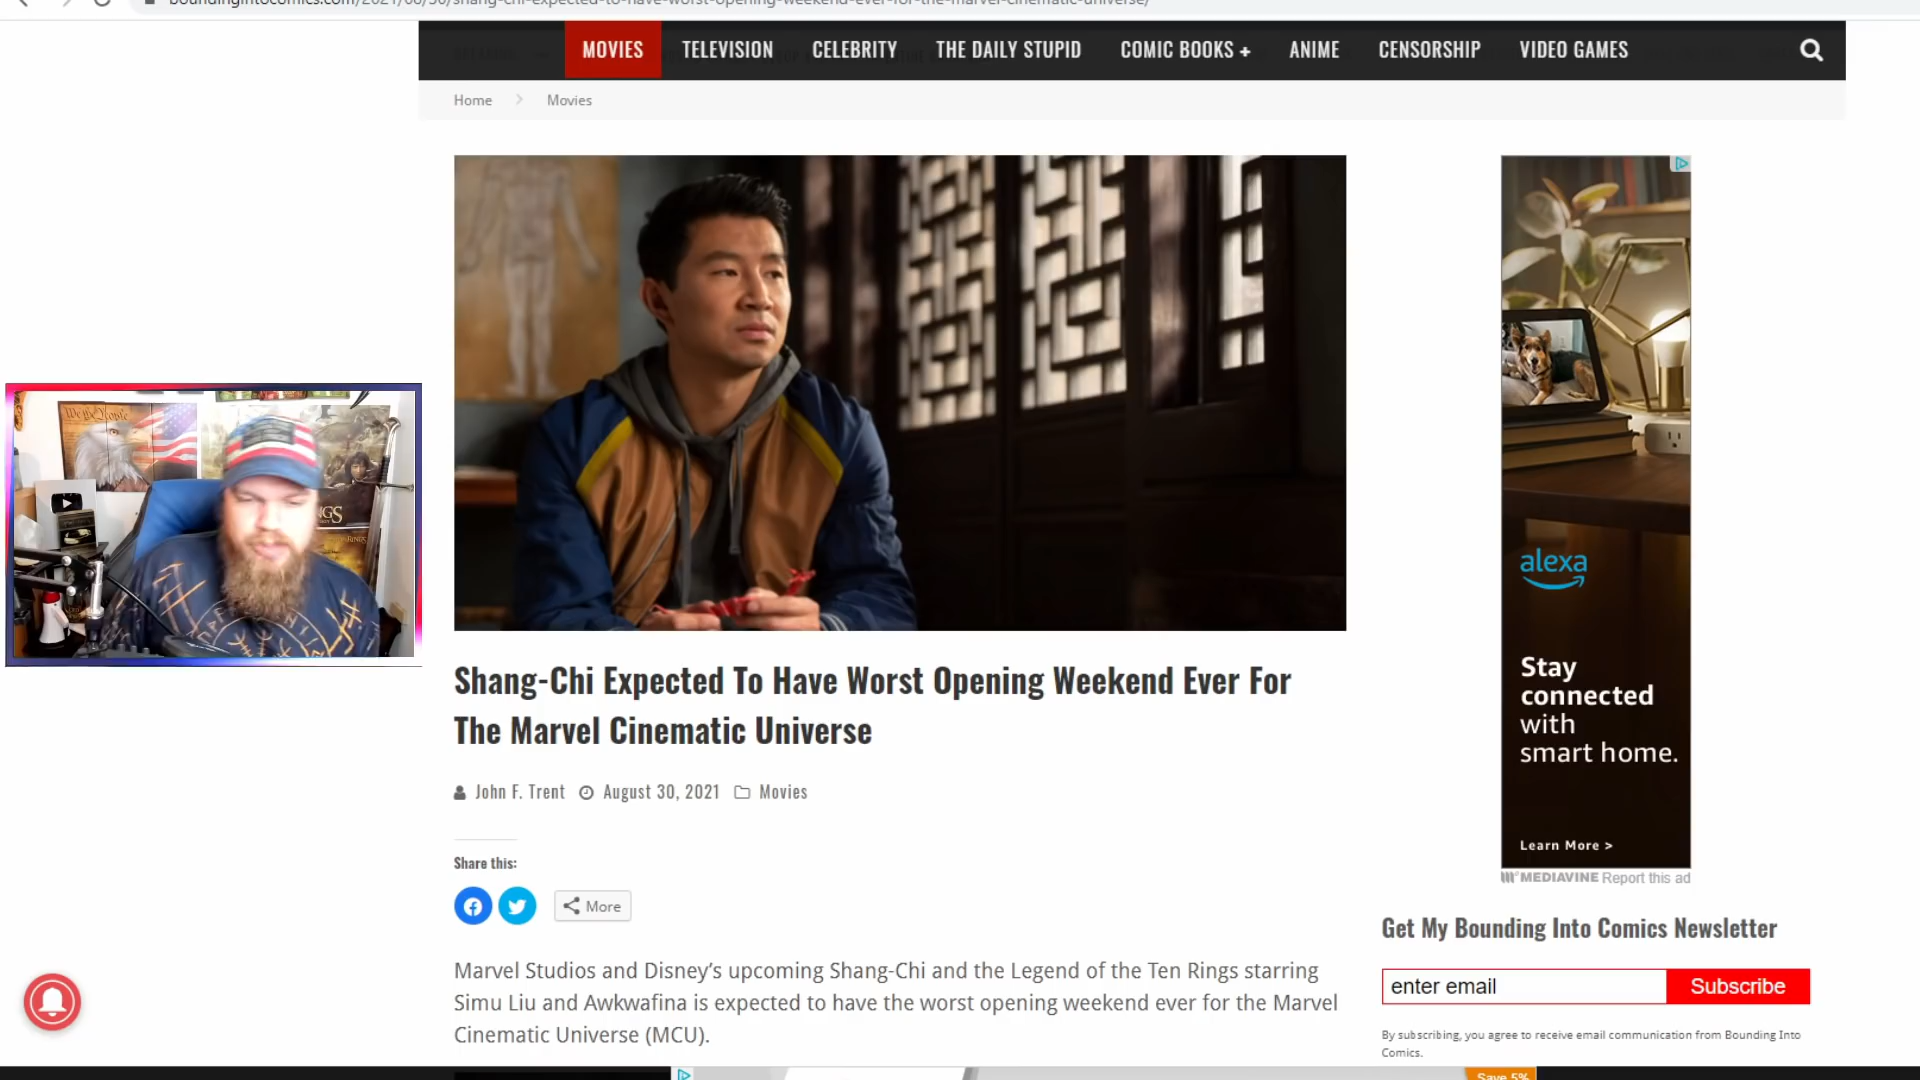 boundingintocomics.com/2021/08/30/shang-chi-expected-to-have-worst-opening-weekend-ever-for-the-marvel-cinematic-universe/
MOVIES TELEVISION CELEBRITY THE DAILY STUPID COMIC BOOKS + ANIME CENSORSHIP VIDEO GAMES
Home > Movies
We the People
Shang-Chi Expected To Have Worst Opening Weekend Ever For
The Marvel Cinematic Universe
John F. Trent August 30, 2021 Movies
Share this:
More
Marvel Studios and Disney’s upcoming Shang-Chi and the Legend of the Ten Rings starring
Simu Liu and Awkwafina is expected to have the worst opening weekend ever for the Marvel
Cinematic Universe (MCU).
alexa
Stay
connected
with
smart home.
Learn More >
MEDIAVINE Report this ad
Get My Bounding Into Comics Newsletter
enter email Subscribe
By subscribing, you agree to receive email communication from Bounding Into
Comics.
Save 5%